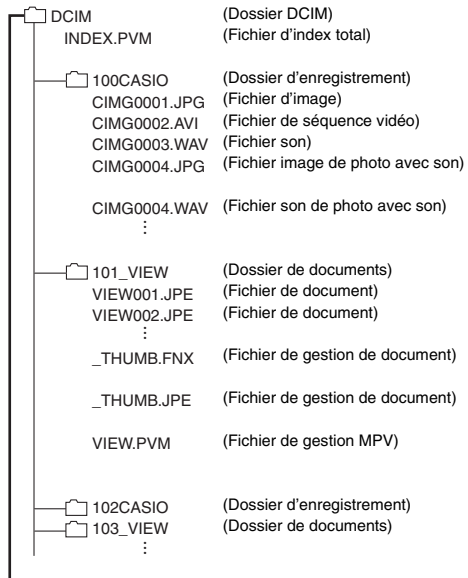 DCIM (Dossier DCIM)
INDEX.PVM (Fichier d'index total)
100CASIO (Dossier d'enregistrement)
CIMG0001.JPG (Fichier d'image)
CIMG0002.AVI (Fichier de séquence vidéo)
CIMG0003.WAV (Fichier son)
CIMG0004.JPG (Fichier image de photo avec son)
CIMG0004.WAV (Fichier son de photo avec son)
⋮
101_VIEW (Dossier de documents)
VIEW001.JPE (Fichier de document)
VIEW002.JPE (Fichier de document)
⋮
_THUMB.FNX (Fichier de gestion de document)
_THUMB.JPE (Fichier de gestion de document)
VIEW.PVM (Fichier de gestion MPV)
102CASIO (Dossier d'enregistrement)
103_VIEW (Dossier de documents)
⋮